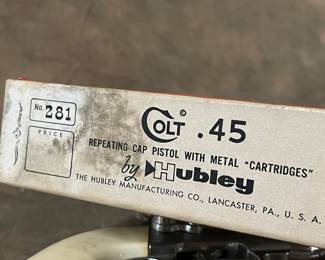 No. 281
PRICE
©
COLT .45
REPEATING CAP PISTOL WITH METAL "CARTRIDGES"
by Hubley
THE HUBLEY MANUFACTURING CO., LANCASTER, PA., U. S. A.